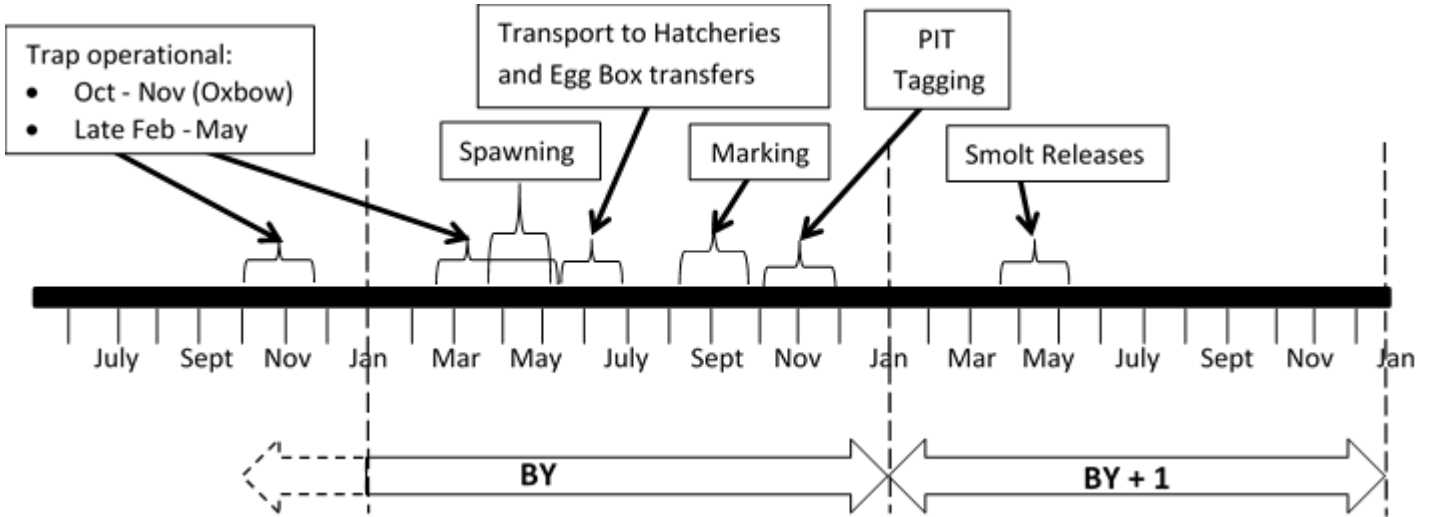 Trap operational:
• Oct - Nov (Oxbow)
• Late Feb - May
Transport to Hatcheries
and Egg Box transfers
PIT
Tagging
Spawning
Marking
Smolt Releases
July Sept Nov Jan Mar May July Sept Nov Jan Mar May July Sept Nov Jan
BY
BY + 1